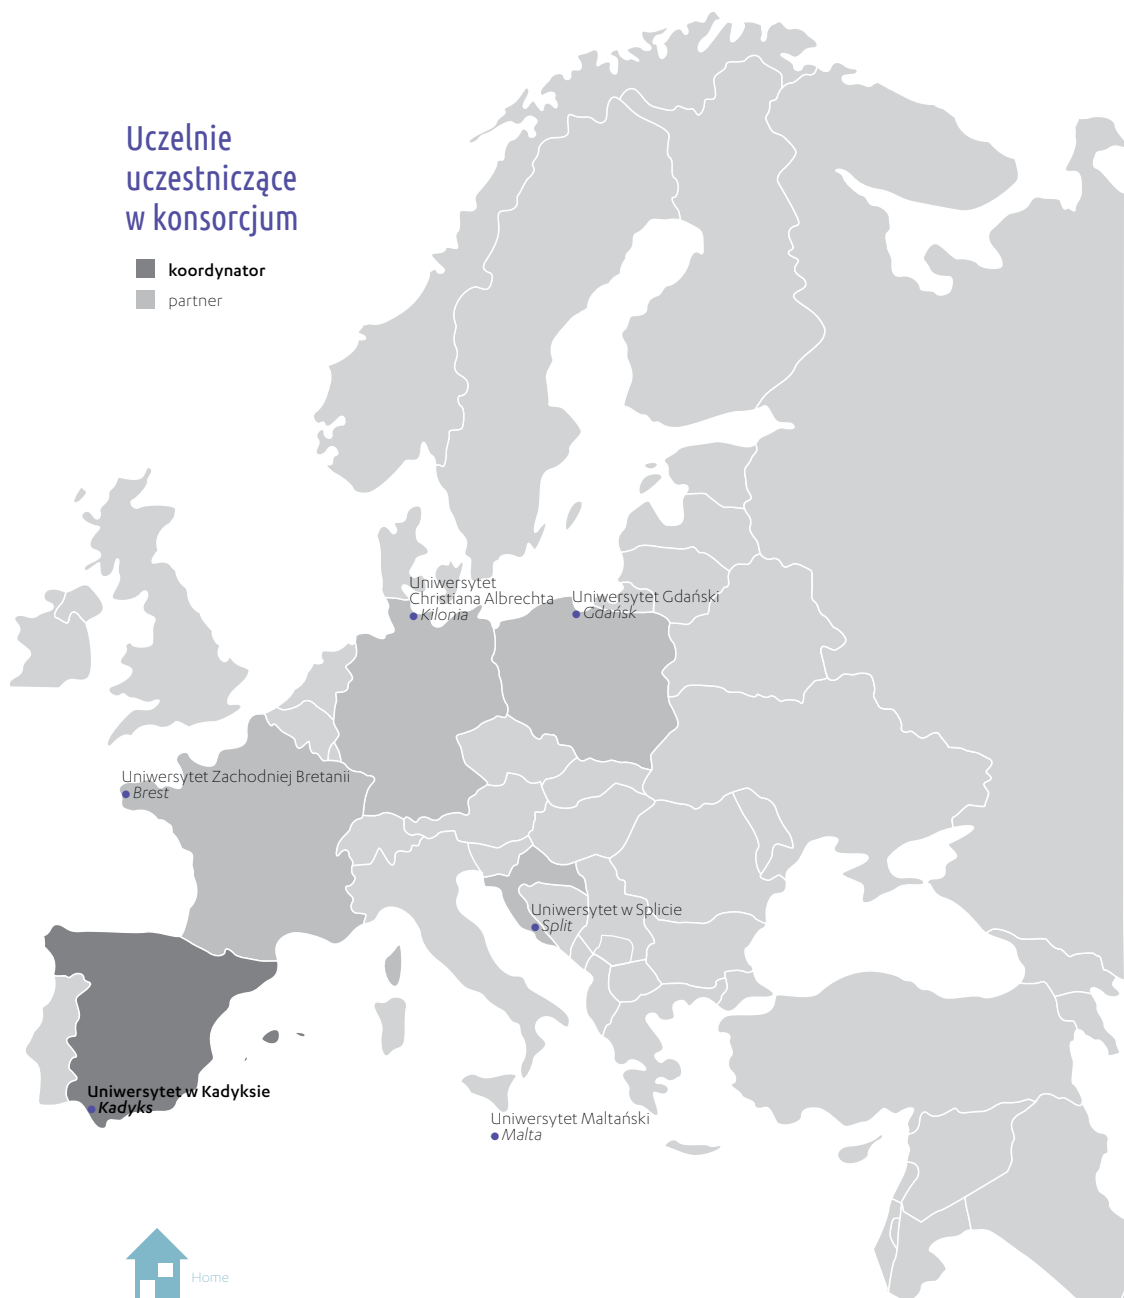 Uczelnie
uczestniczące
w konsorcjum
koordynator
partner
Uniwersytet
Christiana Albrechta
Kilonia
Uniwersytet Gdański
Gdańsk
Uniwersytet Zachodniej Bretanii
Brest
Uniwersytet w Splicie
Split
Uniwersytet w Kadyksie
Kadyks
Uniwersytet Maltański
Malta
Home